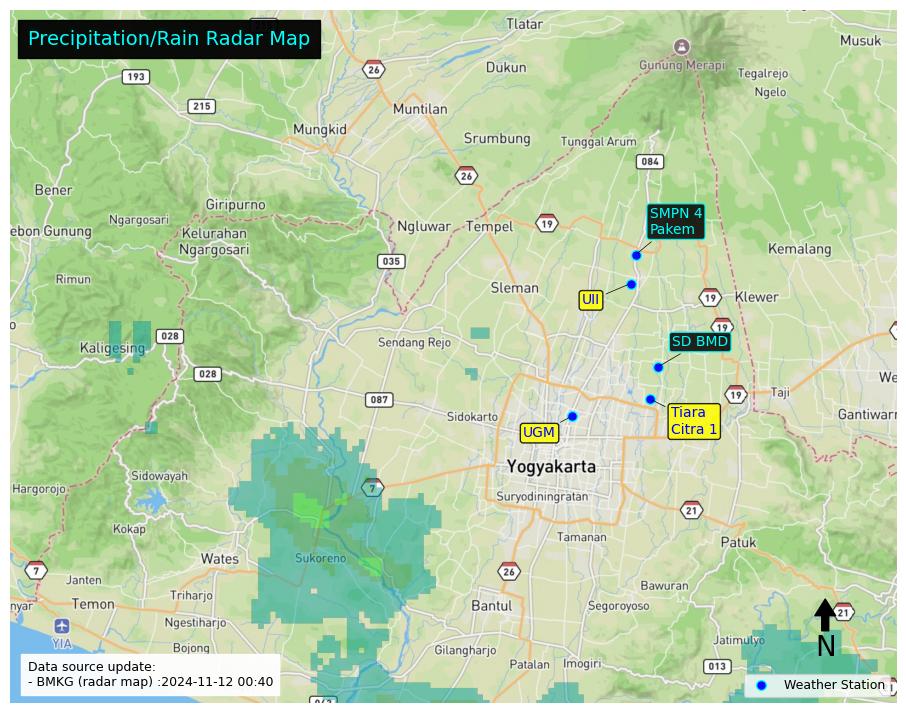 Precipitation/Rain Radar Map
Tlatar
Musuk
26
Gunung Merapi
Dukun
Tegalrejo
193
Ngelo
215
Muntilan
Mungkid
Srumbung
Tunggal Arum
084
26
Bener
Giripurno
SMPN 4
Pakem
Ngargosari
Ngluwar
Tempel
19
ebon Gunung
Kelurahan
Ngargosari
Kemalang
035
Rimun
Sleman
UII
19
Klewer
19
028
Sendang Rejo
SD BMD
Kaligesing
028
We
Taji
19
087
Tiara
Citra 1
Gantiwarn
Sidokarto
UGM
Yogyakarta
Sidowayah
7
Hargorojo
Suryodiningratan
21
Kokap
Tamanan
Patuk
Sukoreno
Wates
7
26
Janten
Bawuran
Triharjo
nyar
Temon
Bantul
Segoroyoso
21
Ngestiharjo
YIA
Jatimulyo
N
Bojong
Gilangharjo
Patalan
Imogiri
013
Data source update:
- BMKG (radar map) :2024-11-12 00:40
Weather Station